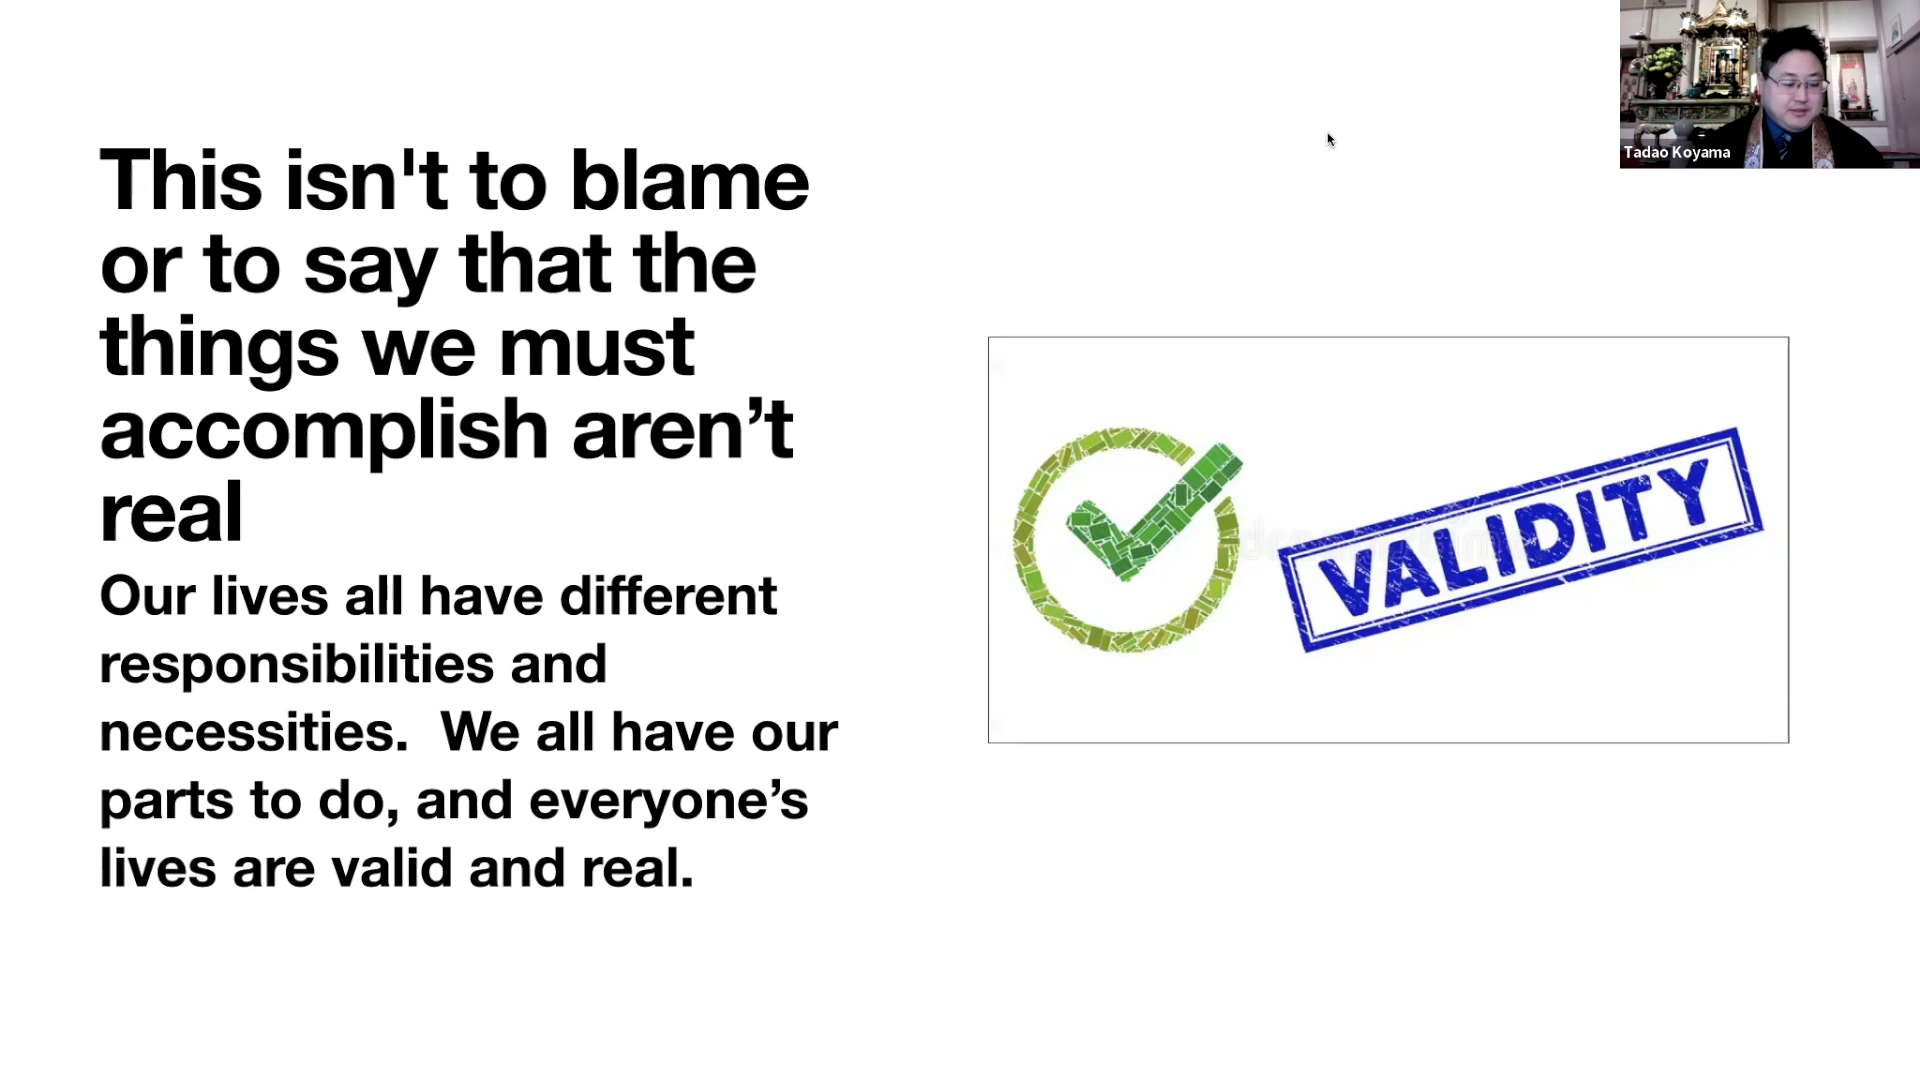 This isn't to blame
or to say that the
things we must
accomplish aren’t
real
Our lives all have different
responsibilities and
necessities.  We all have our
parts to do, and everyone’s
lives are valid and real.
VALIDITY
Tadao Koyama